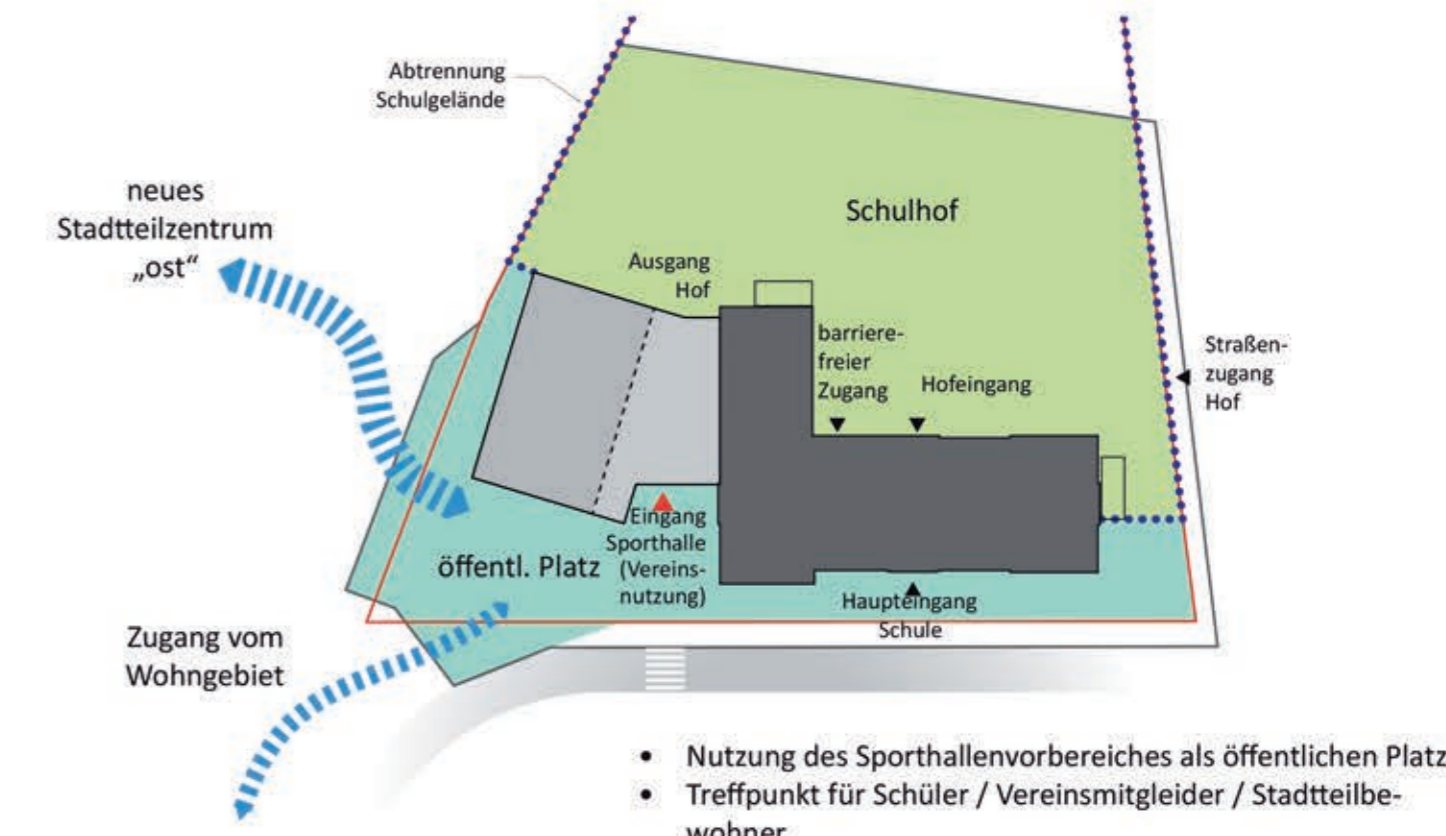 Abtrennung
Schulgelände
neues
Stadtteilzentrum
„ost“
Schulhof
Ausgang
Hof
barriere-
freier
Zugang
Hofeingang
Straßen-
zugang
Hof
Eingang
Sporthalle
(Vereins-
nutzung)
öffentl. Platz
Haupteingang
Schule
Zugang vom
Wohngebiet
• Nutzung des Sporthallenvorbereiches als öffentlichen Platz
• Treffpunkt für Schüler / Vereinsmitgleider / Stadtteilbe-
wohner